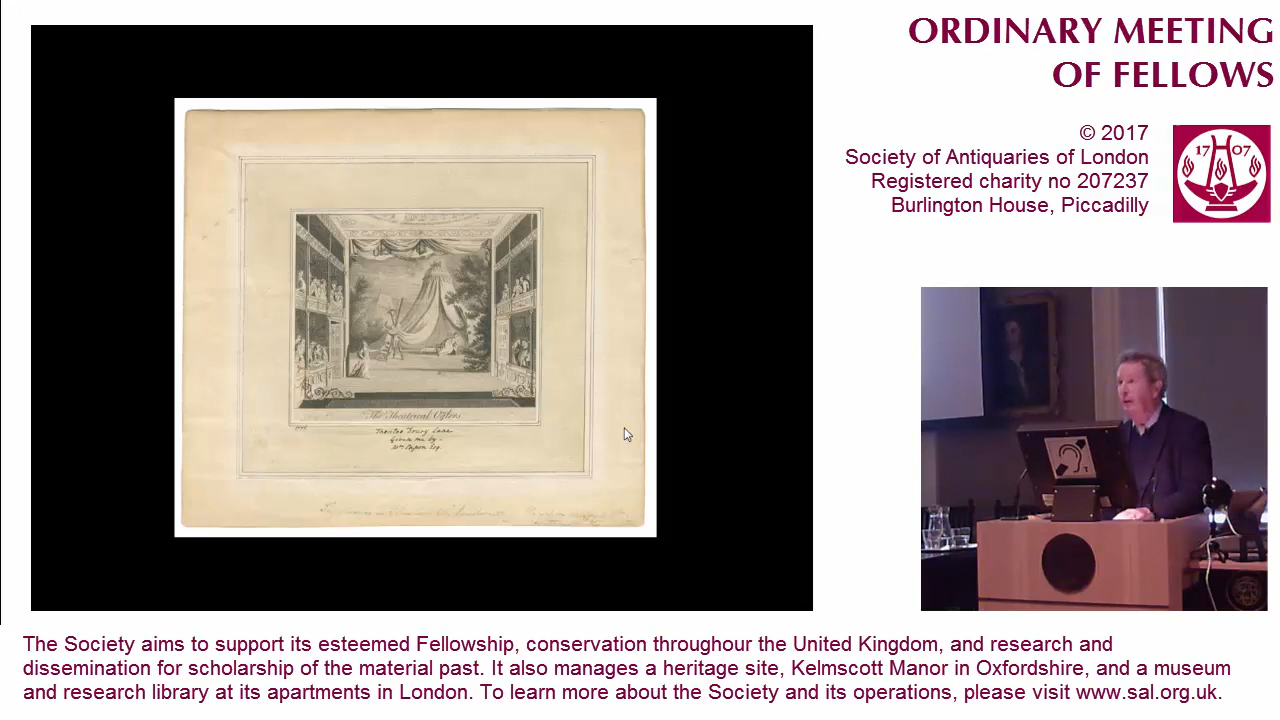 ORDINARY MEETING
OF FELLOWS
© 2017
Society of Antiquaries of London
Registered charity no 207237
Burlington House, Piccadilly
17 07
The Theatrical
Theatre Drury Lane
Given me by
Esq.
T
The Society aims to support its esteemed Fellowship, conservation throughour the United Kingdom, and research and
dissemination for scholarship of the material past. It also manages a heritage site, Kelmscott Manor in Oxfordshire, and a museum
and research library at its apartments in London. To learn more about the Society and its operations, please visit www.sal.org.uk.